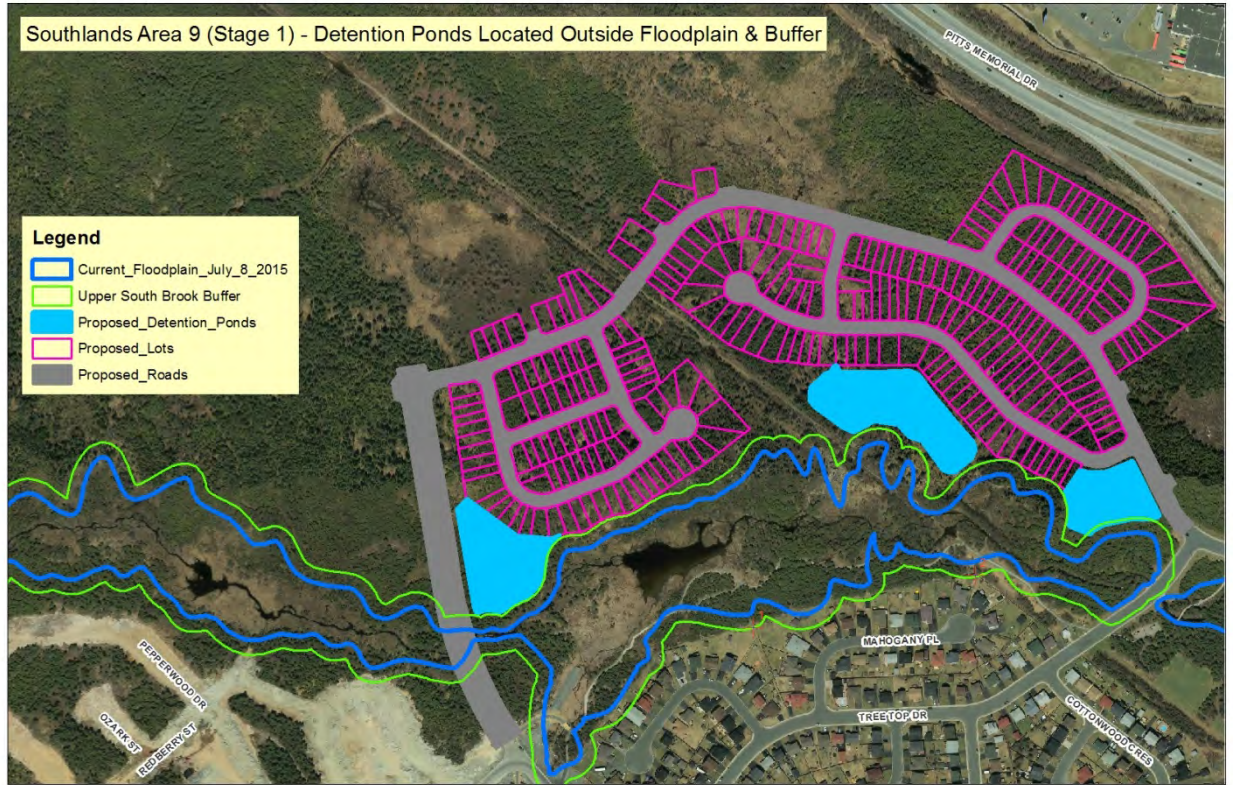 Southlands Area 9 (Stage 1) - Detention Ponds Located Outside Floodplain & Buffer
PITTS MEMORIAL DR
Legend
Current_Floodplain_July_8_2015
Upper South Brook Buffer
Proposed_Detention_Ponds
Proposed_Lots
Proposed_Roads
PEPPERWOOD DR
OZARK ST
REDBERRY ST
MAHOGANY PL
TREE TOP DR
COTTONWOOD CRES